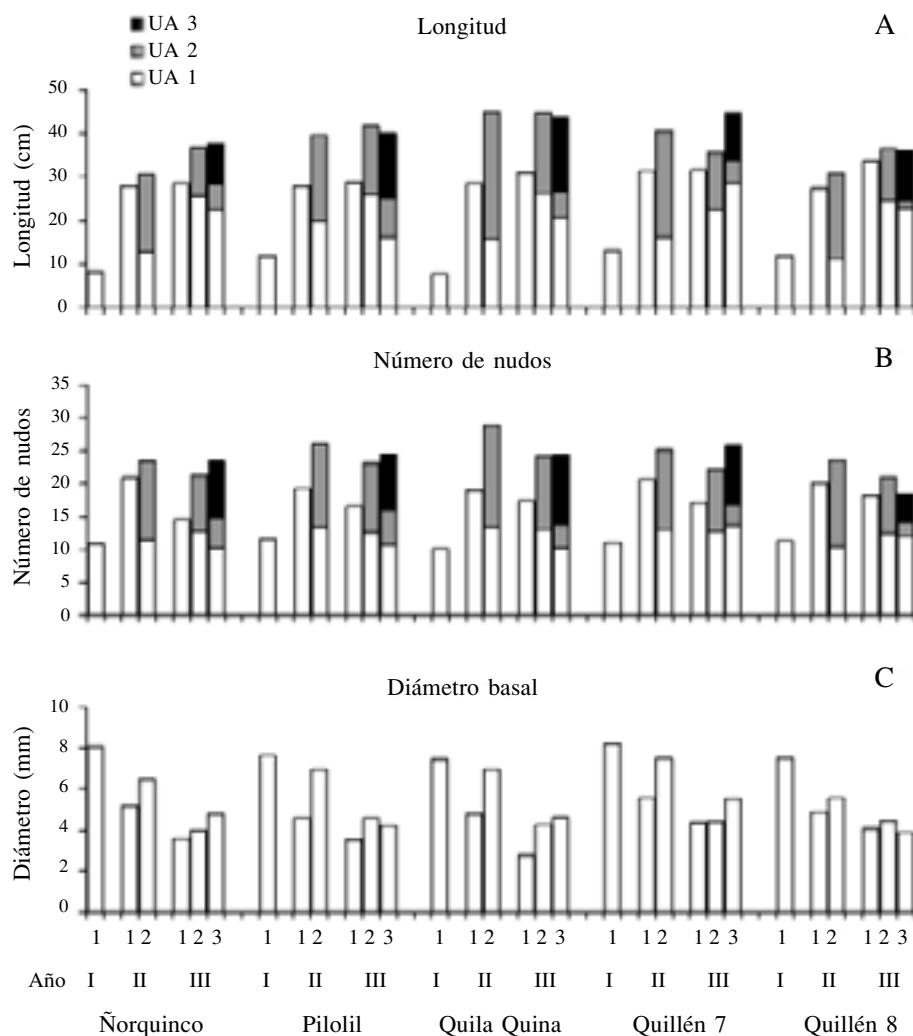 Longitud A
UA 3
UA 2
UA 1
Longitud (cm)
50
40
30
20
10
0
Número de nudos B
Número de nudos
35
30
25
20
15
10
5
0
Diámetro basal C
Diámetro (mm)
10
8
6
4
2
0
1 1 2 1 2 3 1 1 2 1 2 3 1 1 2 1 2 3 1 1 2 1 2 3 1 1 2 1 2 3
Año I II III I II III I II III I II III I II III
Ñorquinco Pilolil Quila Quina Quillén 7 Quillén 8